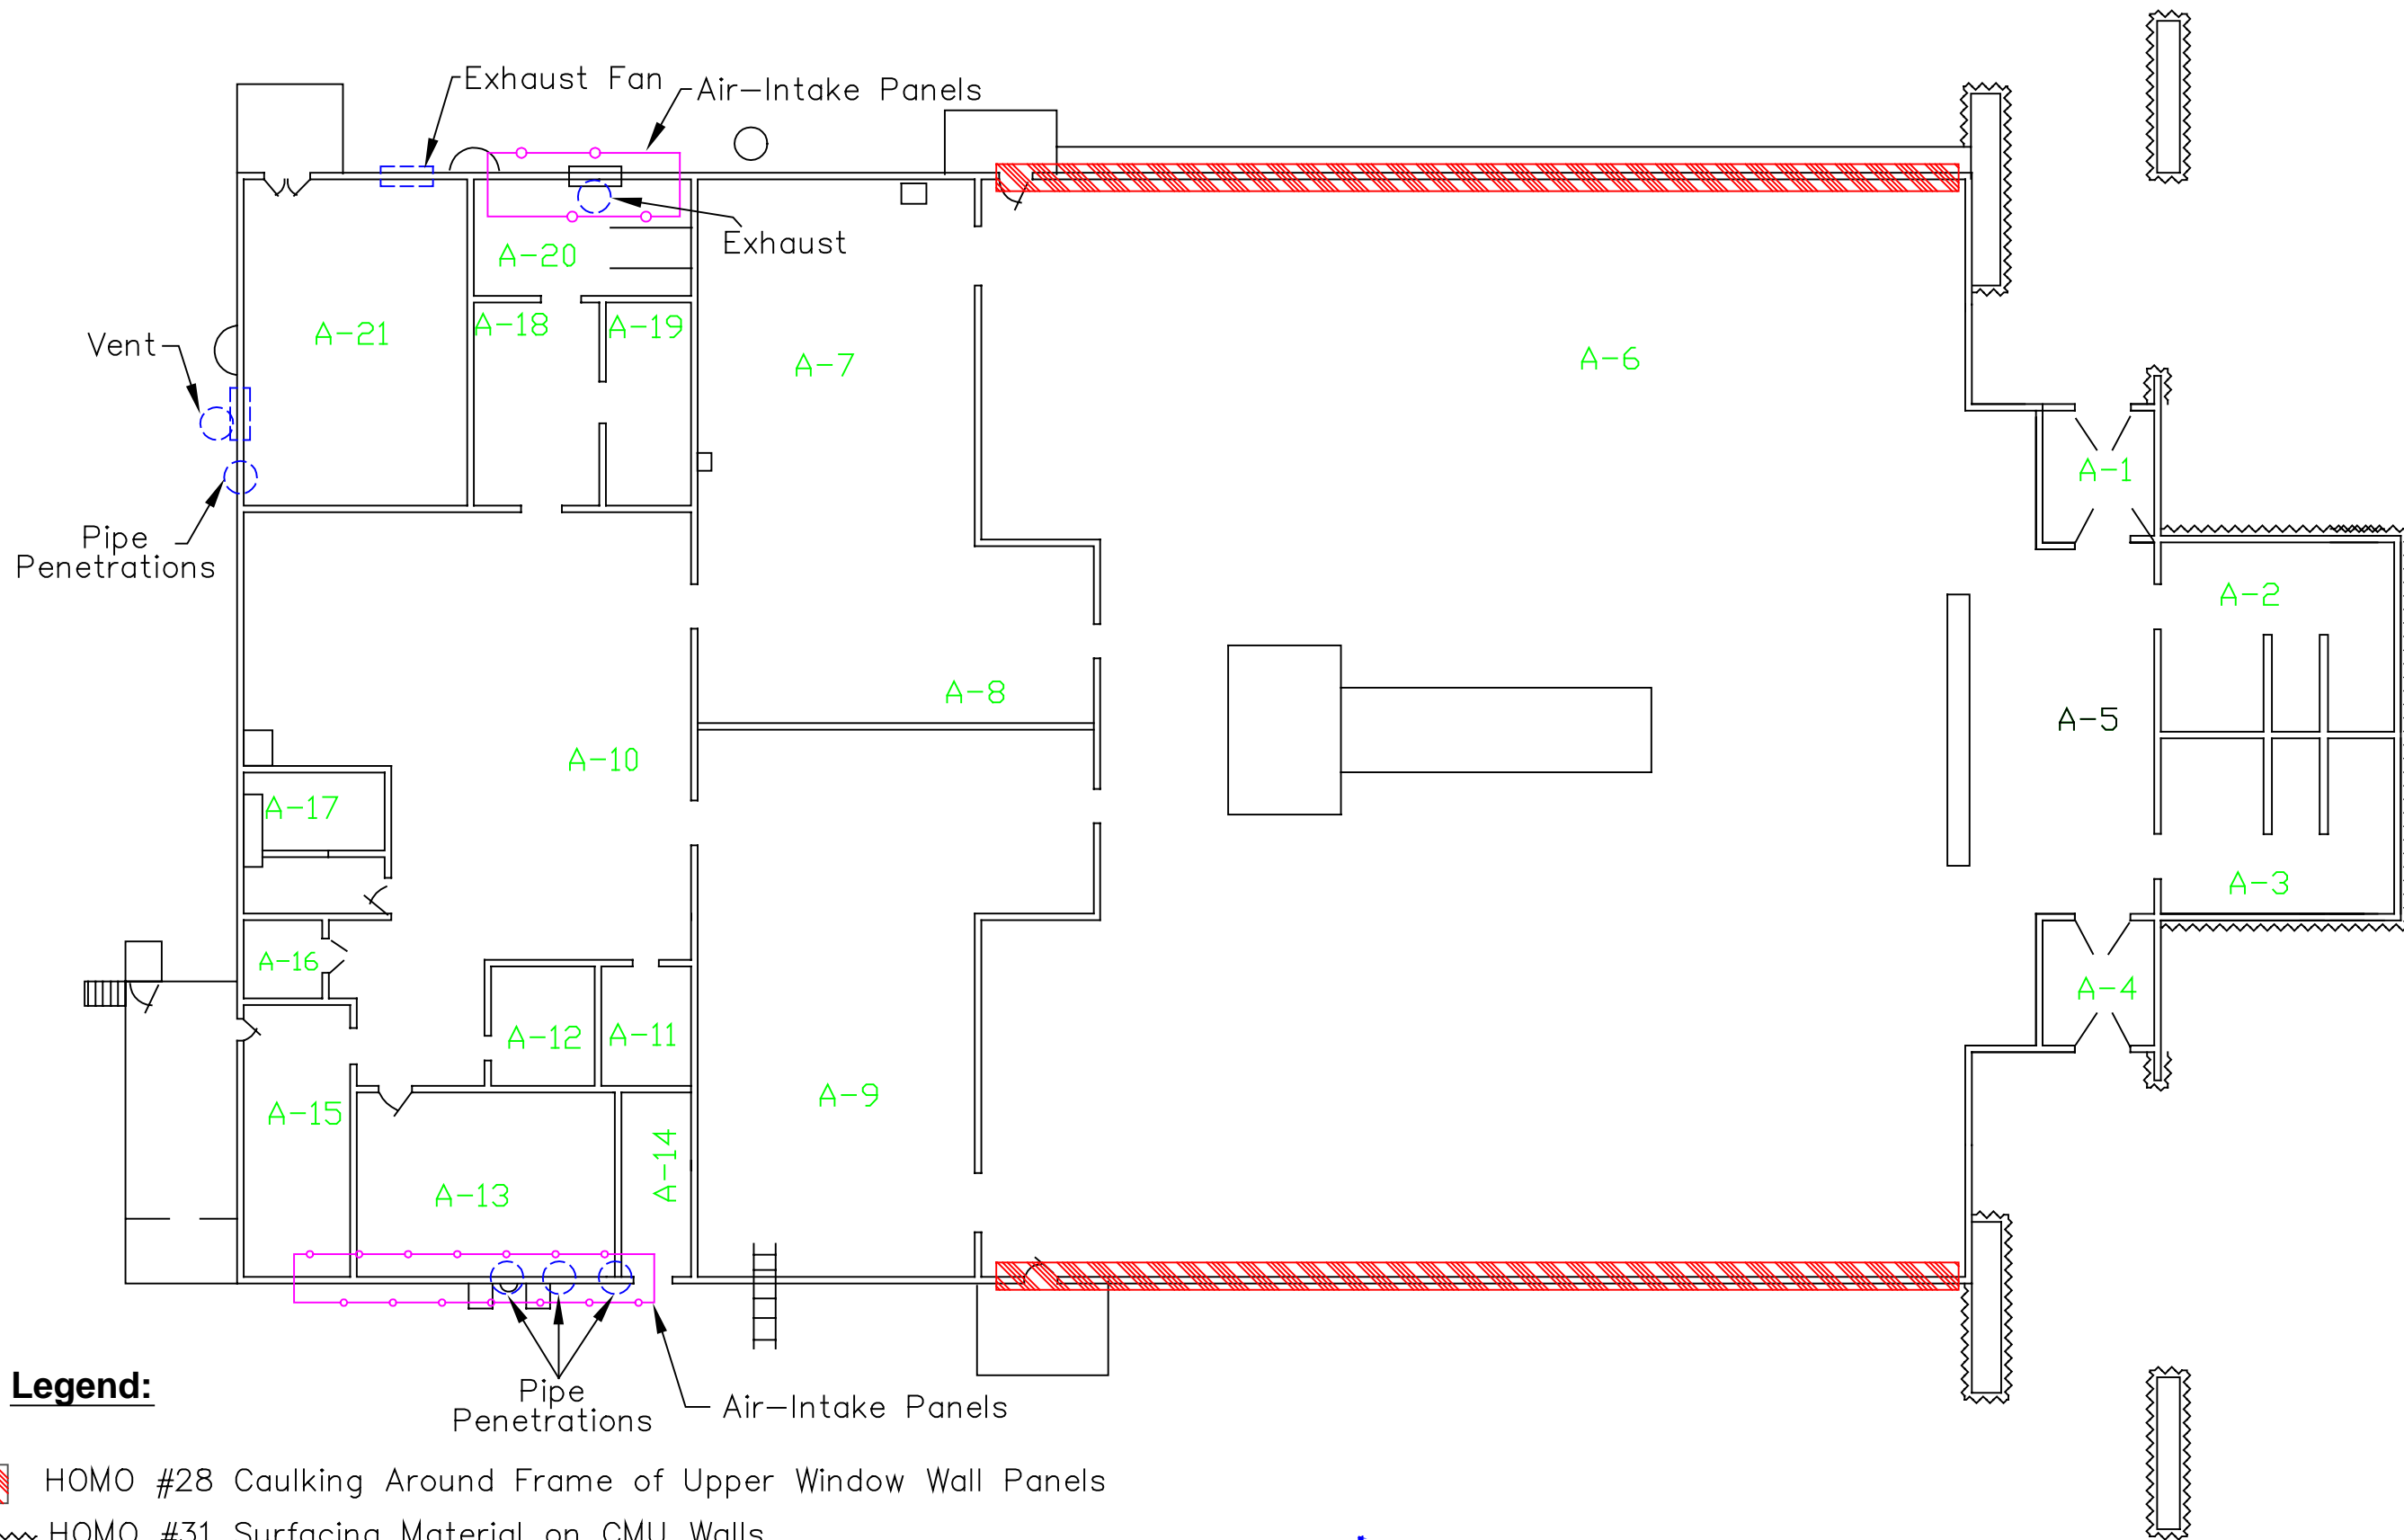 Exhaust Fan
Air-Intake Panels
Exhaust
A-20
A-21
A-18
A-19
Vent
A-7
A-6
A-1
Pipe
Penetrations
A-2
A-8
A-5
A-10
A-17
A-3
A-16
A-4
A-12
A-11
A-9
A-15
A-14
A-13
Legend:
Pipe
Penetrations
Air-Intake Panels
HOMO #28 Caulking Around Frame of Upper Window Wall Panels
HOMO #31 Surfacing Material on CMU Walls